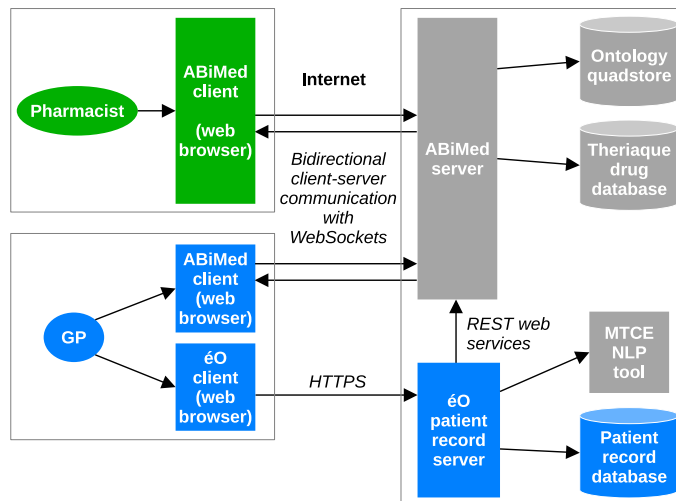 Pharmacist
ABiMed
client
(web
browser)
Internet
Bidirectional
client-server
communication
with
WebSockets
ABiMed
server
Ontology
quadstore
Theriaque
drug
database
GP
ABiMed
client
(web
browser)
éO
client
(web
browser)
HTTPS
REST web
services
éO
patient
record
server
MTCE
NLP
tool
Patient
record
database